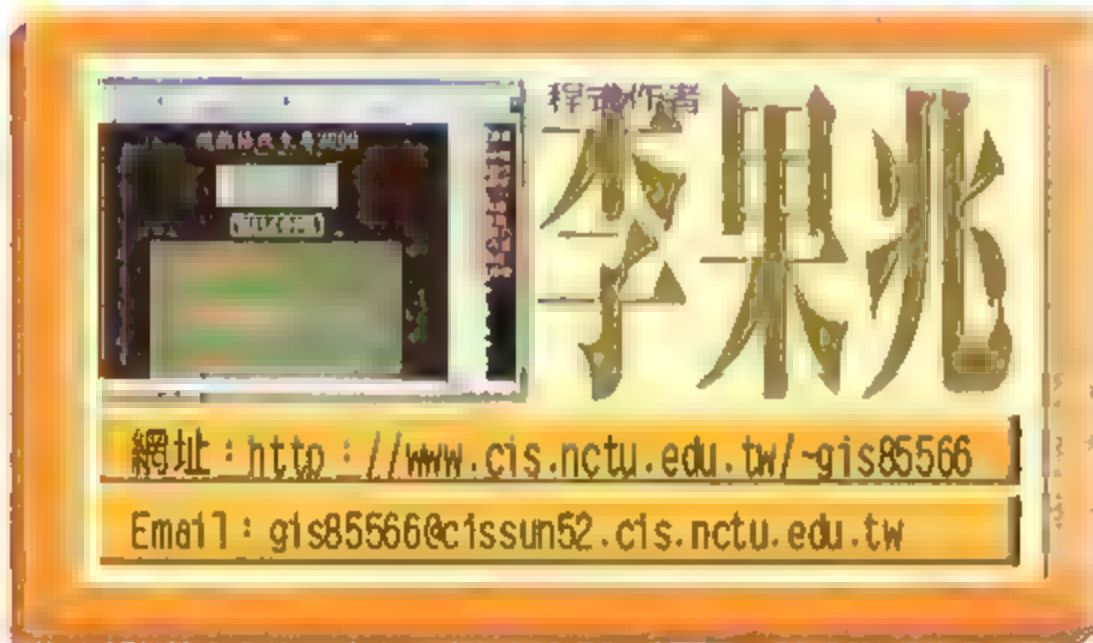 程式作者
李果兆
網址：http://www.cis.nctu.edu.tw/~gis85566
Email：gis85566@cissun52.cis.nctu.edu.tw